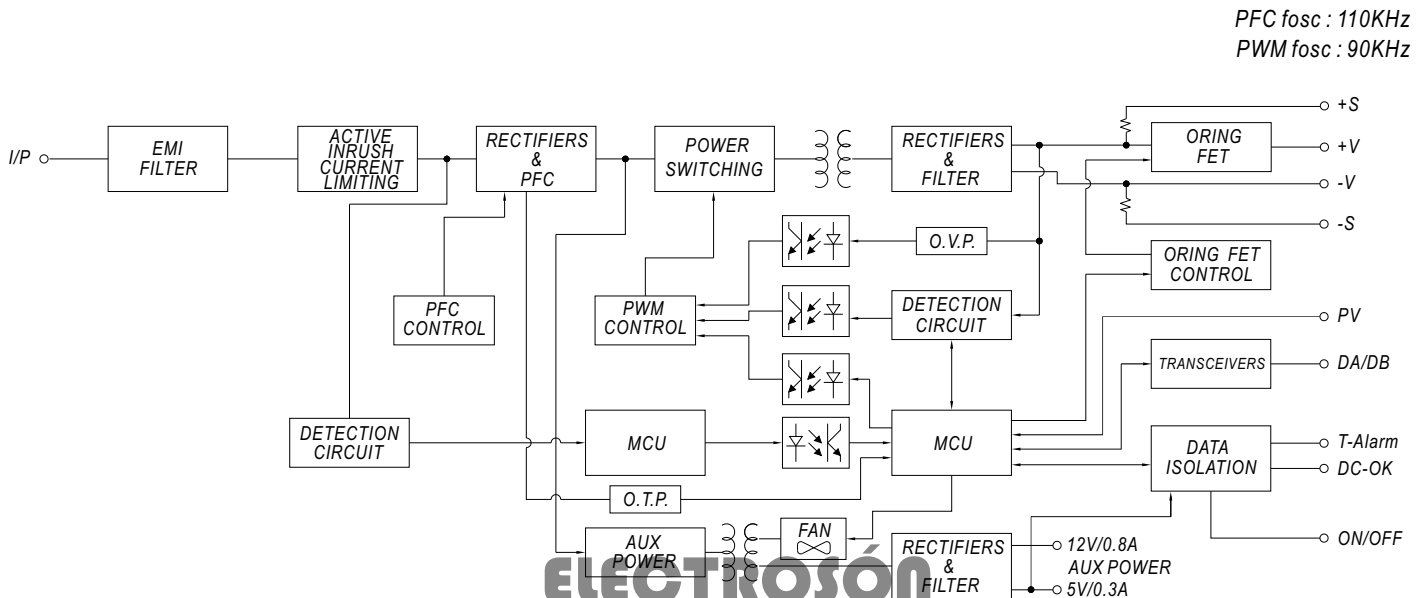 PFC fosc : 110KHz
PWM fosc : 90KHz
I/P
EMI
FILTER
ACTIVE
INRUSH
CURRENT
LIMITING
RECTIFIERS
&
PFC
POWER
SWITCHING
RECTIFIERS
&
FILTER
ORING
FET
+S
+V
-V
-S
O.V.P.
ORING FET
CONTROL
PFC
CONTROL
PWM
CONTROL
DETECTION
CIRCUIT
PV
TRANSCEIVERS
DA/DB
DETECTION
CIRCUIT
MCU
MCU
DATA
ISOLATION
T-Alarm
DC-OK
O.T.P.
ON/OFF
AUX
POWER
FAN
RECTIFIERS
&
FILTER
12V/0.8A
AUX POWER
5V/0.3A
ELECTROSÓN